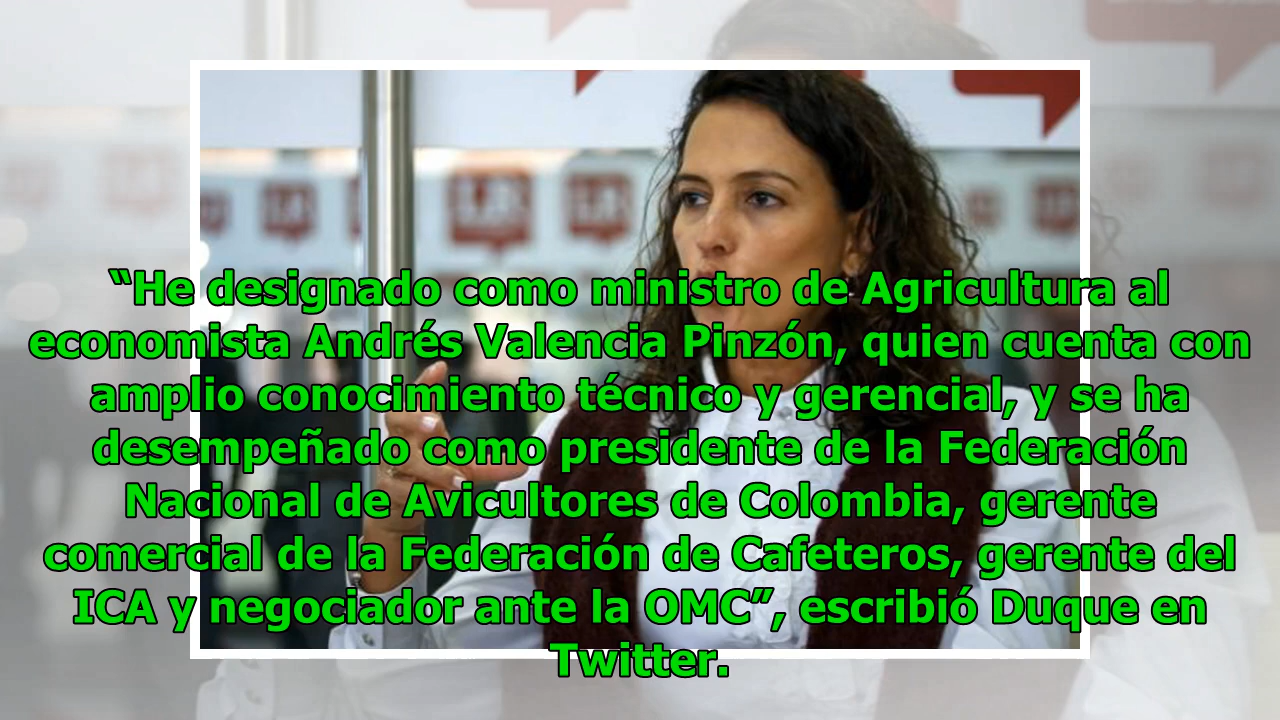 “He designado como ministro de Agricultura al
economista Andrés Valencia Pinzón, quien cuenta con
amplio conocimiento técnico y gerencial, y se ha
desempeñado como presidente de la Federación
Nacional de Avicultores de Colombia, gerente
comercial de la Federación de Cafeteros, gerente del
ICA y negociador ante la OMC”, escribió Duque en
Twitter.